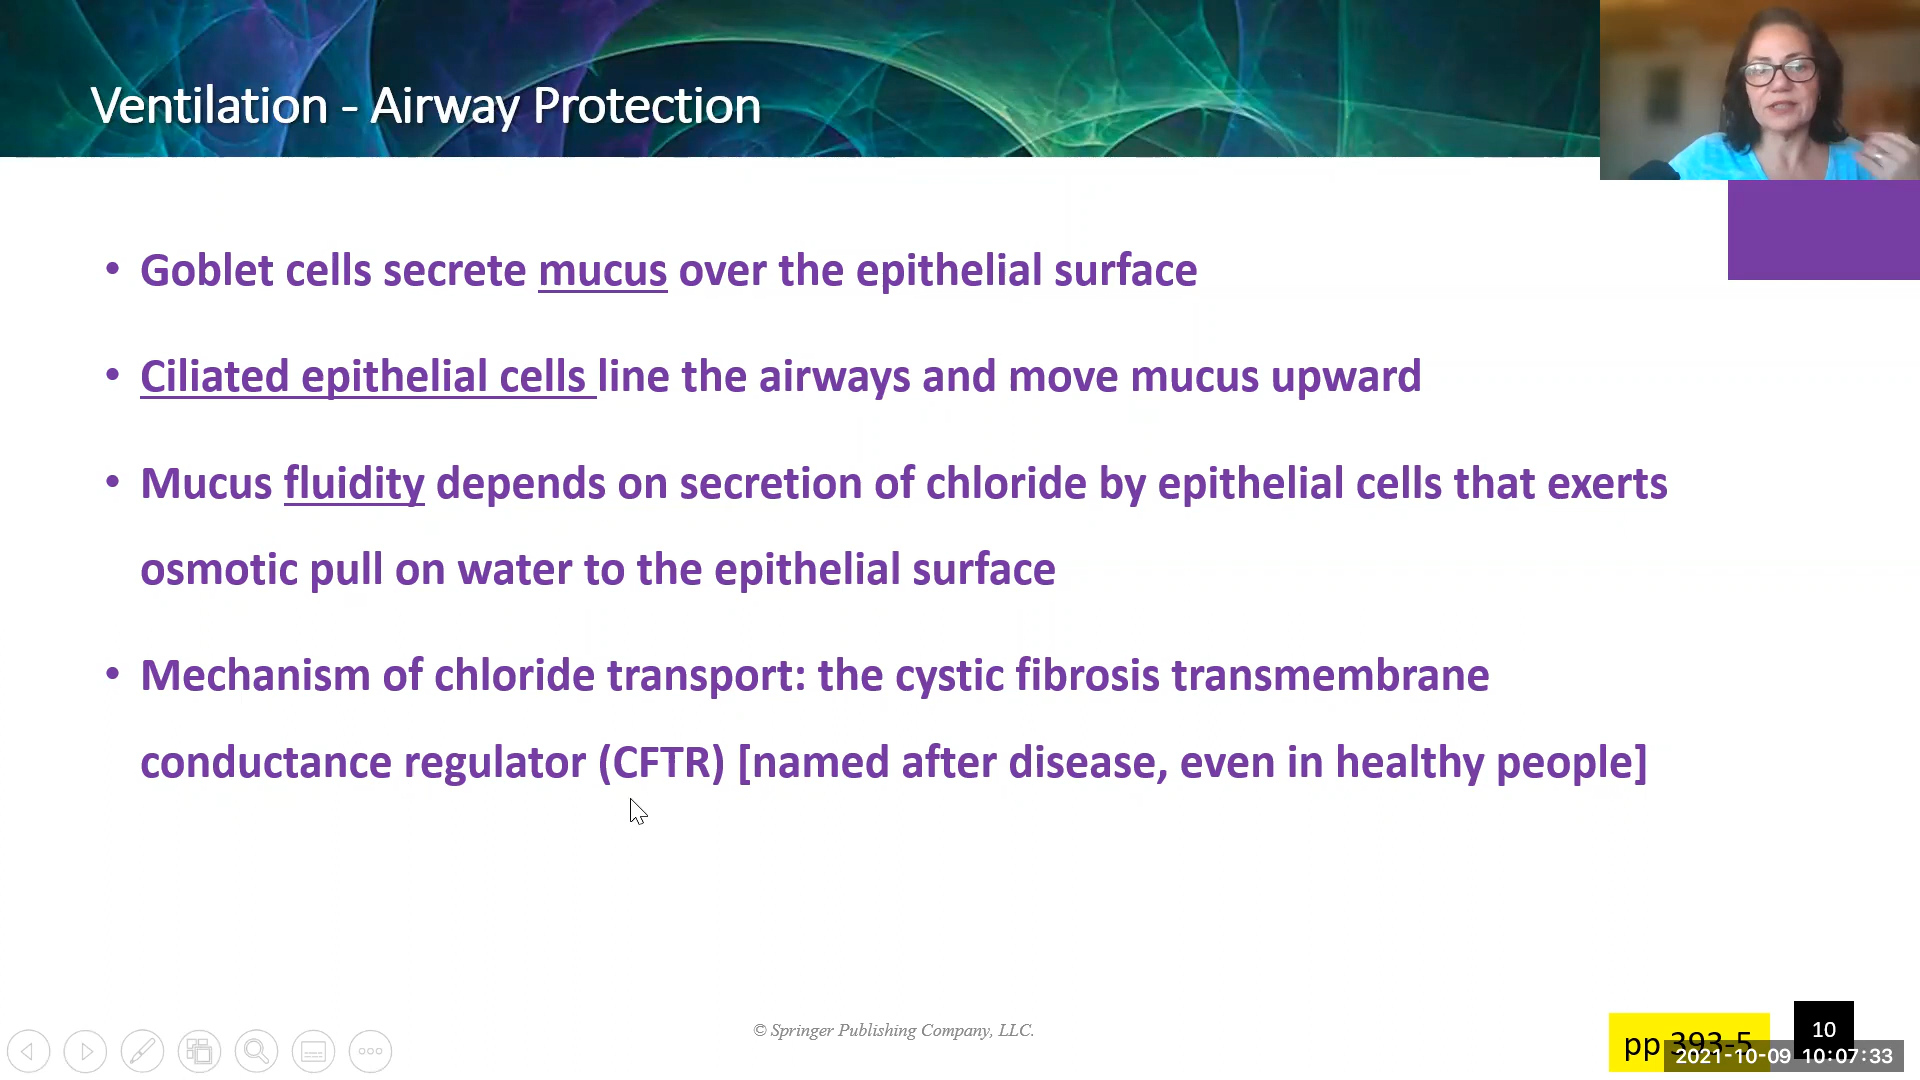 Ventilation - Airway Protection
• Goblet cells secrete mucus over the epithelial surface
• Ciliated epithelial cells line the airways and move mucus upward
• Mucus fluidity depends on secretion of chloride by epithelial cells that exerts
osmotic pull on water to the epithelial surface
• Mechanism of chloride transport: the cystic fibrosis transmembrane
conductance regulator (CFTR) [named after disease, even in healthy people]
© Springer Publishing Company, LLC.
pp 393-5
10
2021-10-09 10:07:33